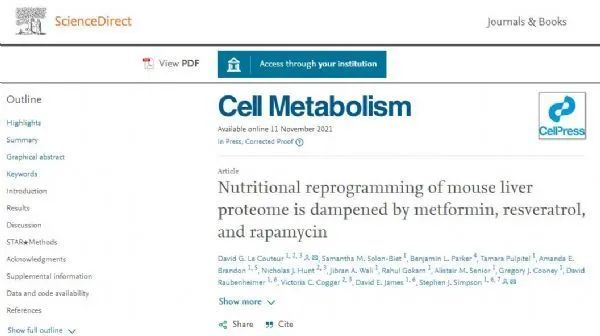 ELSEVIER
ScienceDirect
Journals & Books
View PDF
Access through your institution
Outline
Highlights
Summary
Graphical abstract
Keywords
Introduction
Results
Discussion
STAR★Methods
Acknowledgments
Supplemental information
Data and code availability
References
Show full outline
Cell Metabolism
Available online 11 November 2021
In Press, Corrected Proof
CellPress
Article
Nutritional reprogramming of mouse liver
proteome is dampened by metformin, resveratrol,
and rapamycin
David G. Le Couteur 1, 2, 3, Samantha M. Solon-Biet 1, Benjamin L. Parker 4, Tamara Pulpitel 1, Amanda E.
Brandon 1, 5, Nicholas J. Hunt 2, 3, Jibran A. Wali 1, Rahul Gokarn 1, Alistair M. Senior 1, Gregory J. Cooney 1, David
Raubenheimer 1, 6, Victoria C. Cogger 2, 3, David E. James 1, 6, Stephen J. Simpson 1, 6, 7
Show more
Share
Cite